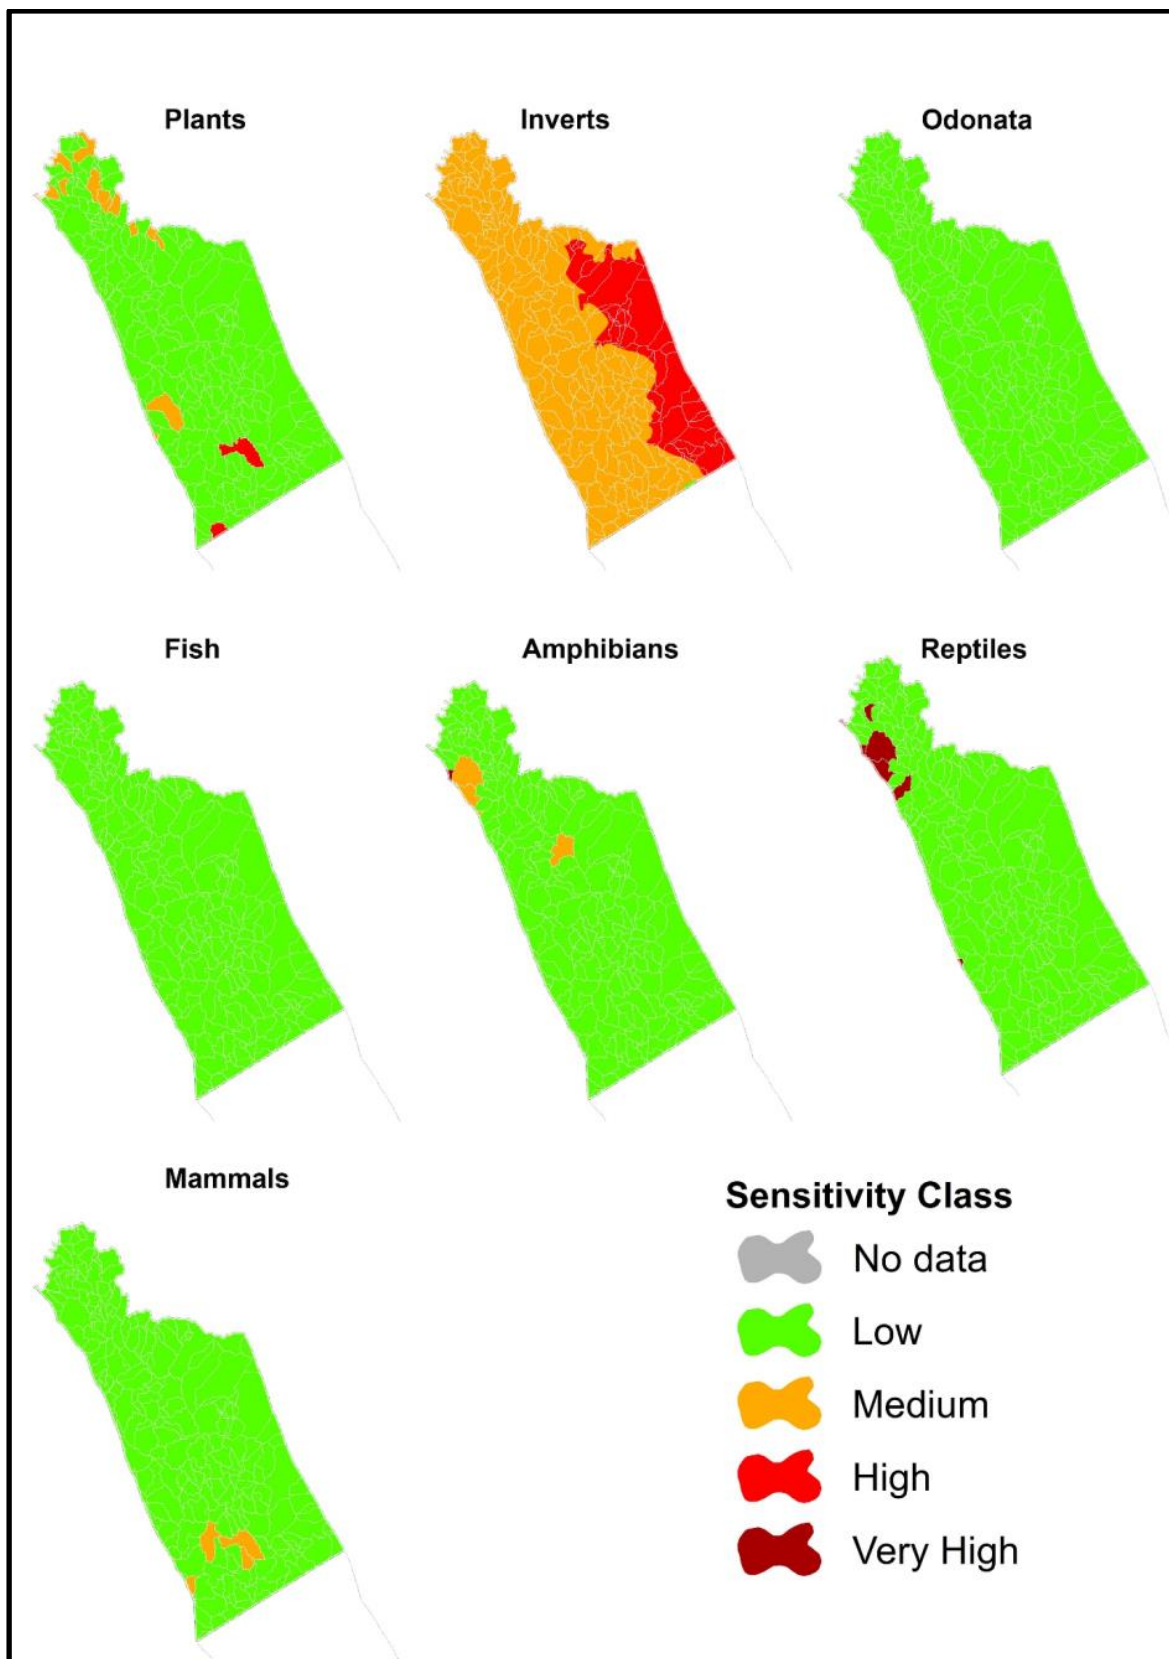 Plants
Inverts
Odonata
Fish
Amphibians
Reptiles
Mammals
Sensitivity Class
No data
Low
Medium
High
Very High